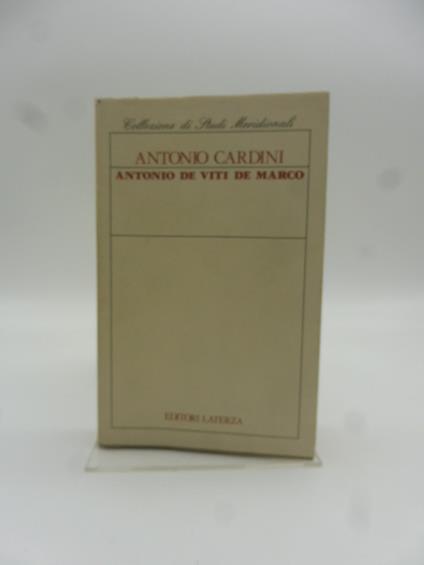 Collezione di Studi Meridionali
ANTONIO CARDINI
ANTONIO DE VITI DE MARCO
EDITORI LATERZA